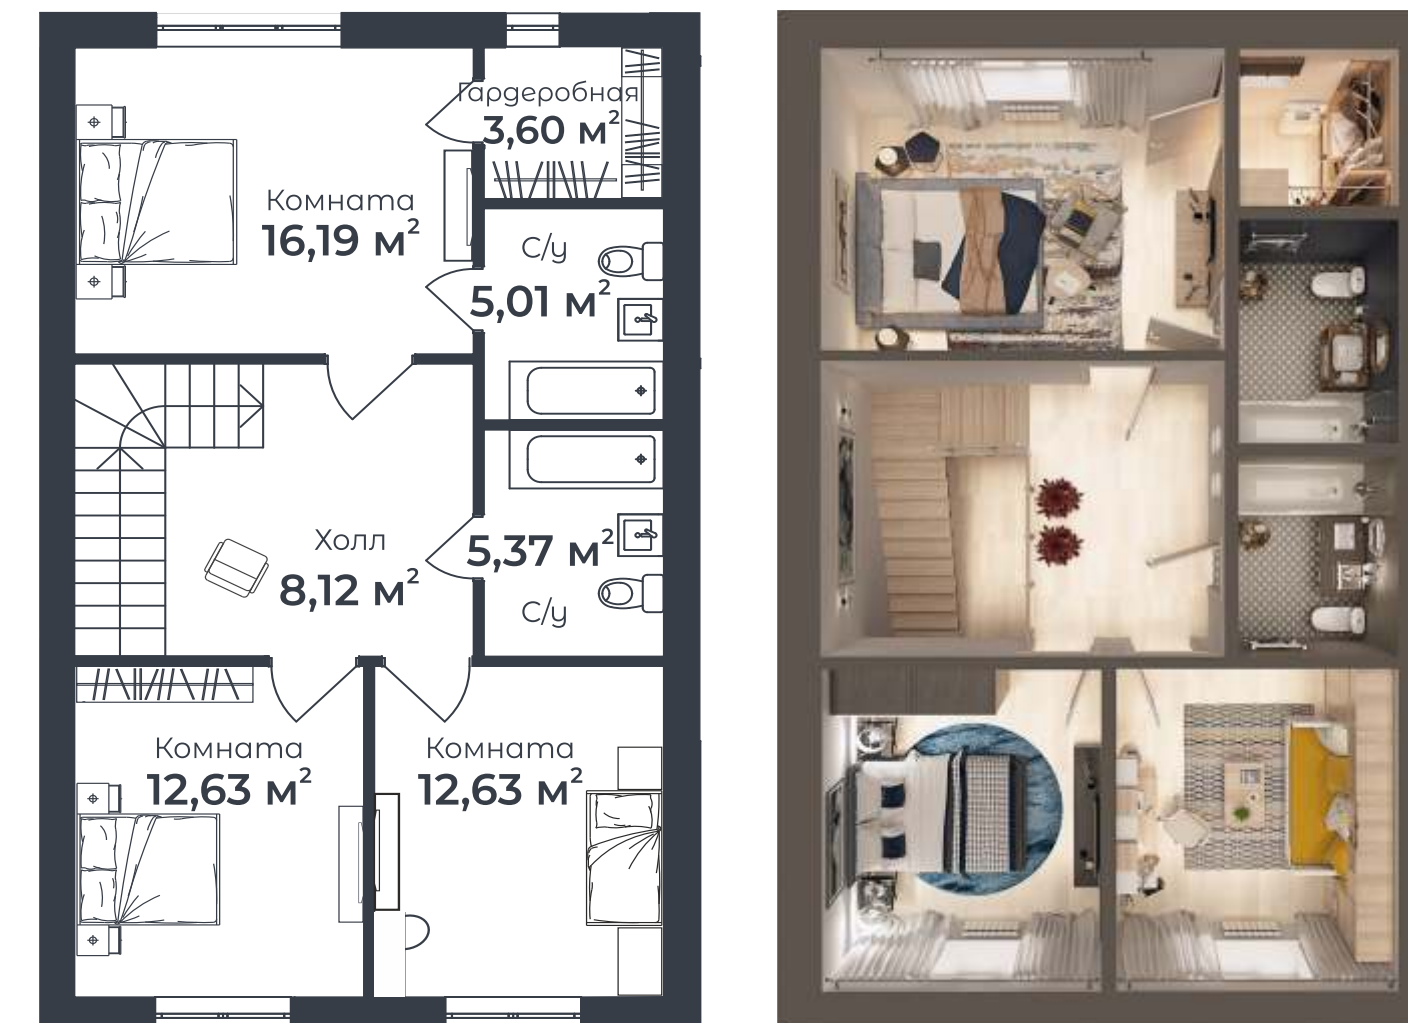 Гардеробная
3,60 м²
Комната
16,19 м²
С/у
5,01 м²
Холл
8,12 м²
5,37 м²
С/у
Комната
12,63 м²
Комната
12,63 м²